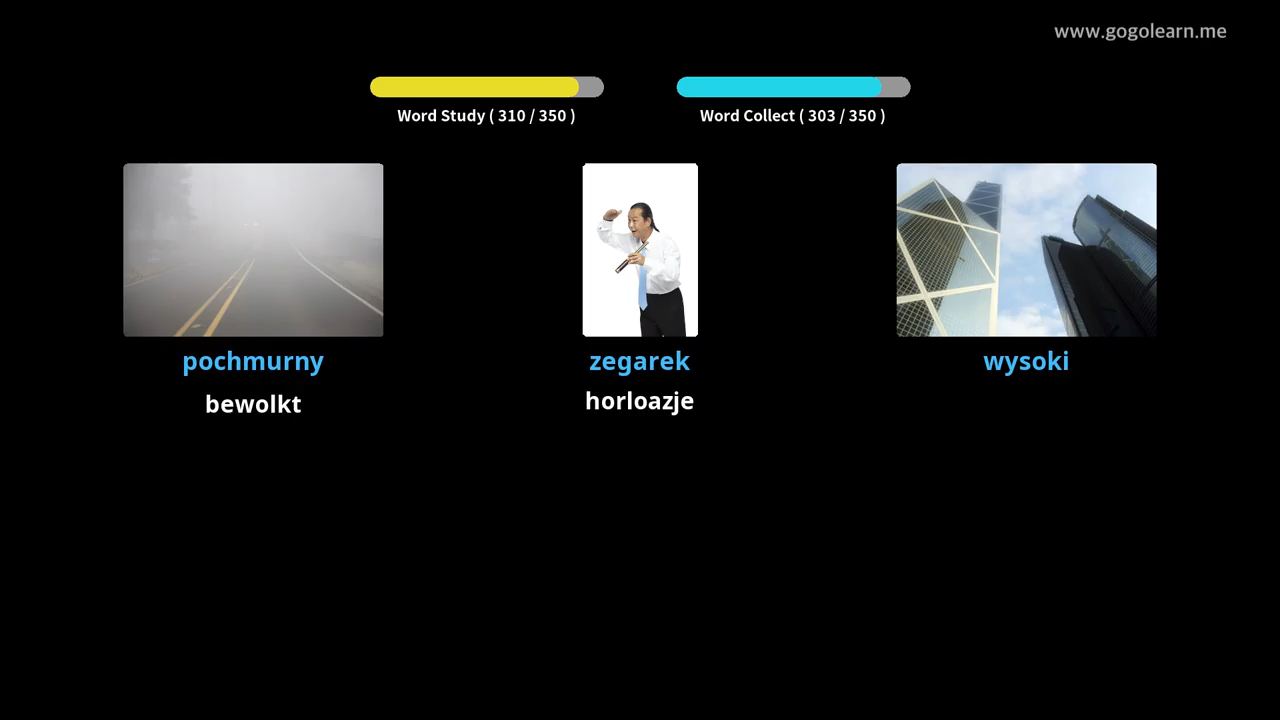 www.gogolearn.me
Word Study ( 310 / 350 )
Word Collect ( 303 / 350 )
pochmurny
zegarek
wysoki
bewolkt
horloazje